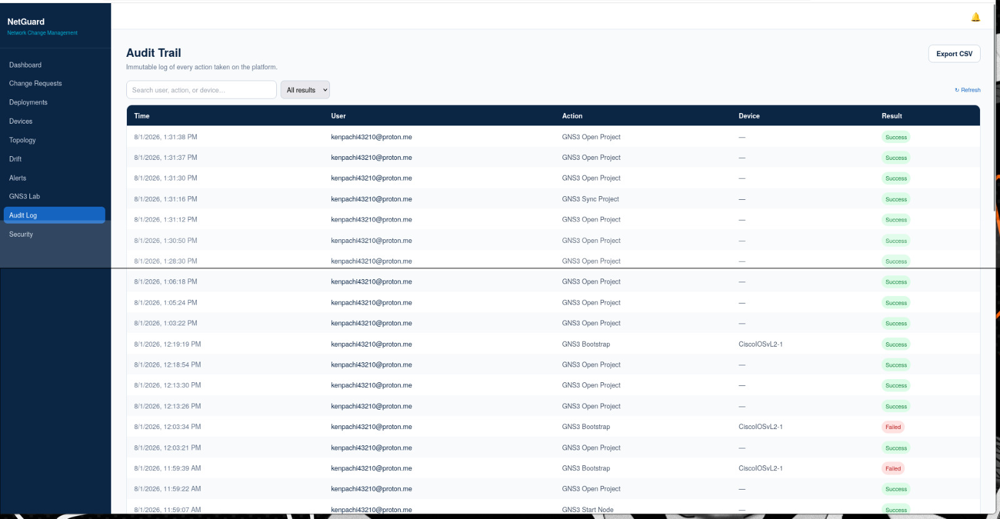 NetGuard
Network Change Management
Dashboard
Change Requests
Deployments
Devices
Topology
Drift
Alerts
GNS3 Lab
Audit Log
Security
Audit Trail
Immutable log of every action taken on the platform.
Export CSV
Search user, action, or device...
All results
↻ Refresh
Time User Action Device Result
8/1/2026, 1:31:38 PM kenpachi43210@proton.me GNS3 Open Project — Success
8/1/2026, 1:31:37 PM kenpachi43210@proton.me GNS3 Open Project — Success
8/1/2026, 1:31:30 PM kenpachi43210@proton.me GNS3 Open Project — Success
8/1/2026, 1:31:16 PM kenpachi43210@proton.me GNS3 Sync Project — Success
8/1/2026, 1:31:12 PM kenpachi43210@proton.me GNS3 Open Project — Success
8/1/2026, 1:30:50 PM kenpachi43210@proton.me GNS3 Open Project — Success
8/1/2026, 1:28:30 PM kenpachi43210@proton.me GNS3 Open Project — Success
8/1/2026, 1:06:18 PM kenpachi43210@proton.me GNS3 Open Project — Success
8/1/2026, 1:05:24 PM kenpachi43210@proton.me GNS3 Open Project — Success
8/1/2026, 1:03:22 PM kenpachi43210@proton.me GNS3 Open Project — Success
8/1/2026, 12:19:19 PM kenpachi43210@proton.me GNS3 Bootstrap CiscoIOSvL2-1 Success
8/1/2026, 12:18:54 PM kenpachi43210@proton.me GNS3 Open Project — Success
8/1/2026, 12:13:30 PM kenpachi43210@proton.me GNS3 Open Project — Success
8/1/2026, 12:13:26 PM kenpachi43210@proton.me GNS3 Open Project — Success
8/1/2026, 12:03:34 PM kenpachi43210@proton.me GNS3 Bootstrap CiscoIOSvL2-1 Failed
8/1/2026, 12:03:21 PM kenpachi43210@proton.me GNS3 Open Project — Success
8/1/2026, 11:59:39 AM kenpachi43210@proton.me GNS3 Bootstrap CiscoIOSvL2-1 Failed
8/1/2026, 11:59:22 AM kenpachi43210@proton.me GNS3 Open Project — Success
8/1/2026, 11:59:07 AM kenpachi43210@proton.me GNS3 Start Node — Success